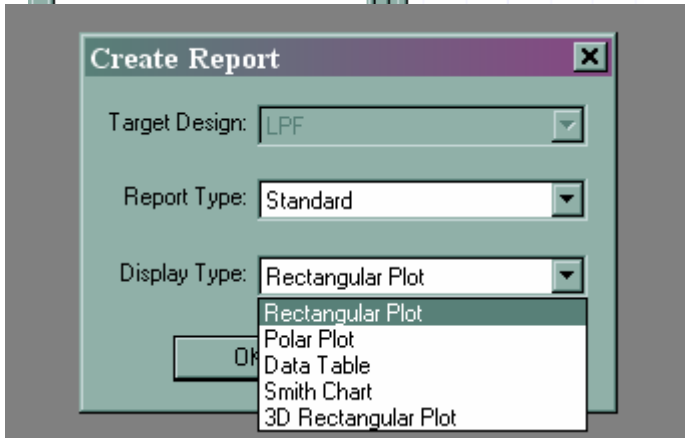 Create Report
Target Design: LPF
Report Type: Standard
Display Type: Rectangular Plot
Rectangular Plot
Polar Plot
Data Table
Smith Chart
3D Rectangular Plot